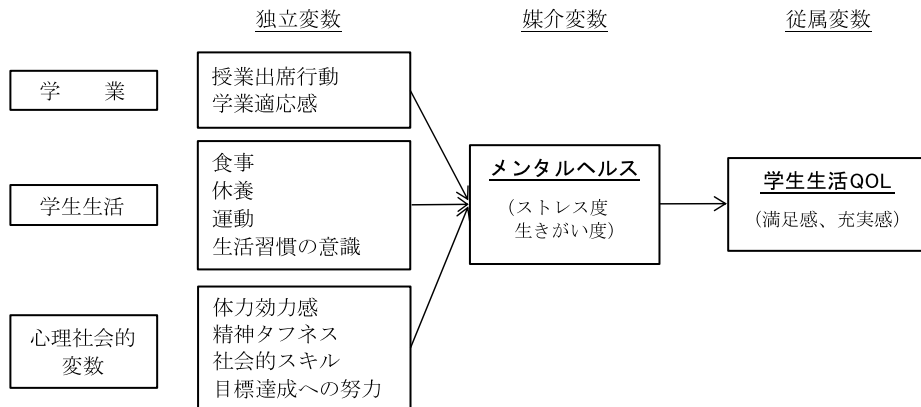 独立変数
媒介変数
従属変数
学　　業
授業出席行動
学業適応感
学生生活
食事
休養
運動
生活習慣の意識
心理社会的
変数
体力効力感
精神タフネス
社会的スキル
目標達成への努力
メンタルヘルス
（ストレス度
生きがい度）
学生生活QOL
（満足感、充実感）